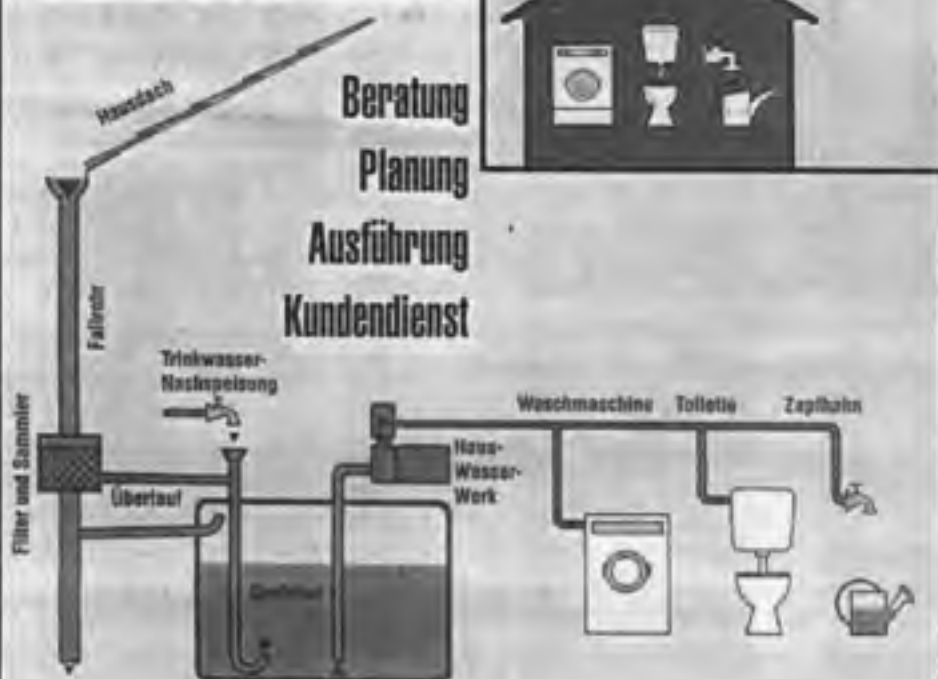 Hausdach
Beratung
Planung
Ausführung
Kundendienst
Fallrohr
Trinkwasser-
Nachspeisung
Filter und Sammler
Überlauf
Haus-
Wasser-
Werk
Waschmaschine Toilette Zapfhahn